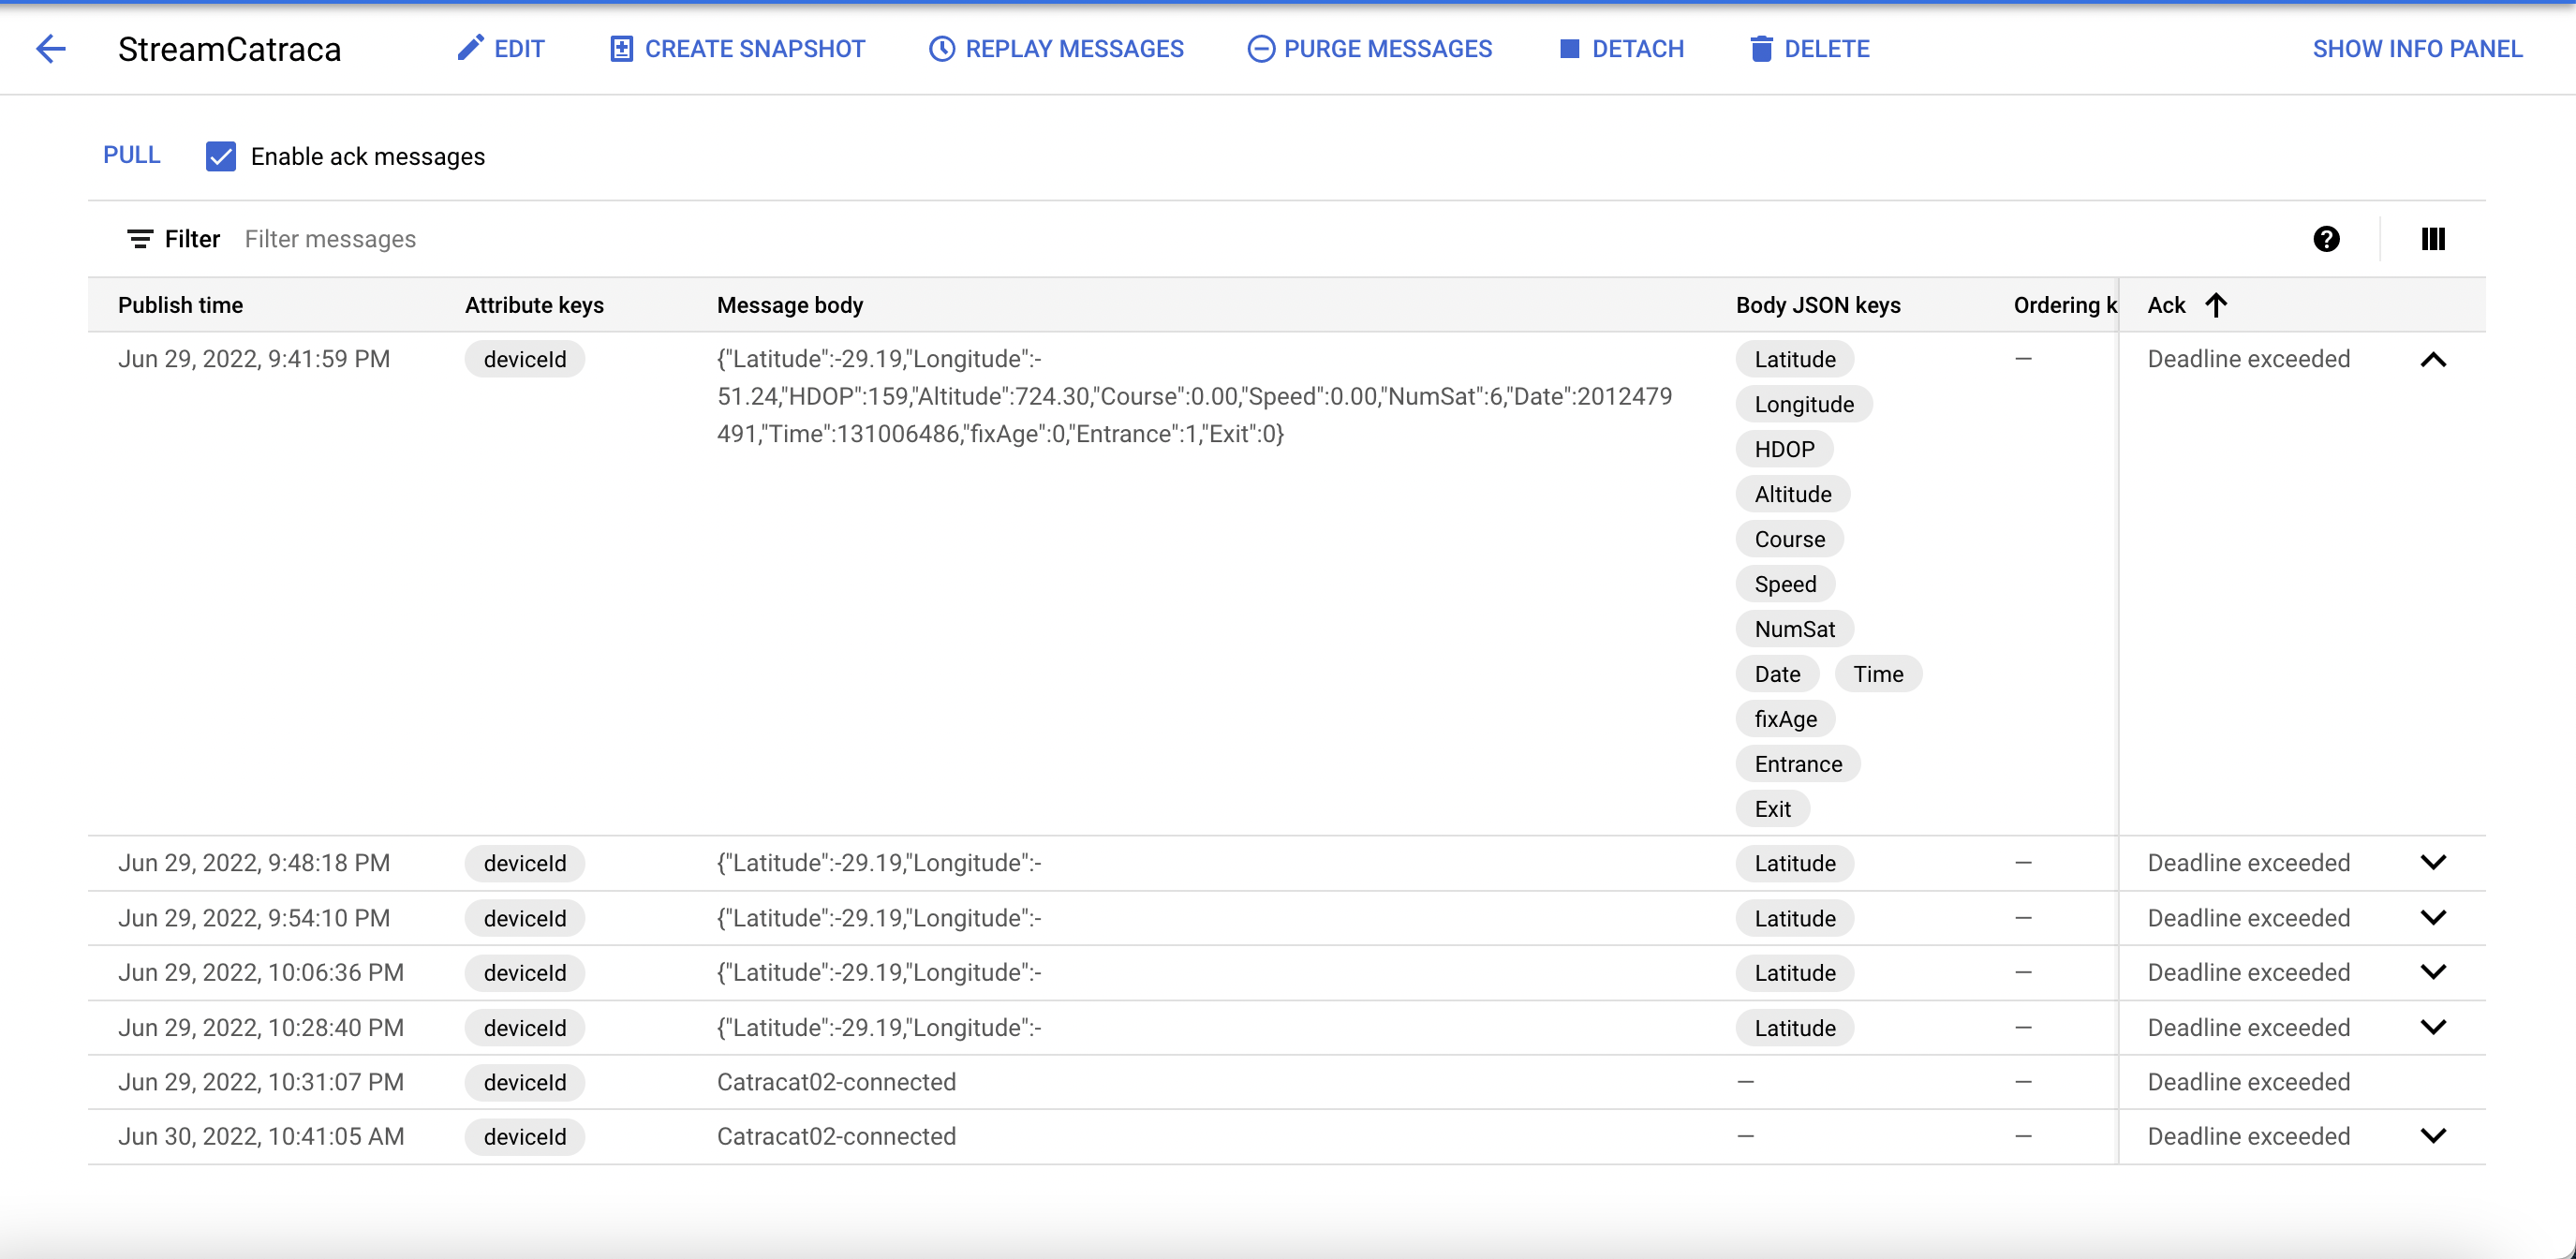 StreamCatraca EDIT CREATE SNAPSHOT REPLAY MESSAGES PURGE MESSAGES DETACH DELETE SHOW INFO PANEL
PULL Enable ack messages
Filter Filter messages
Publish time Attribute keys Message body Body JSON keys Ordering k Ack
Jun 29, 2022, 9:41:59 PM deviceId {"Latitude":-29.19,"Longitude":- Latitude — Deadline exceeded
Longitude
51.24,"HDOP":159,"Altitude":724.30,"Course":0.00,"Speed":0.00,"NumSat":6,"Date":2012479
491,"Time":131006486,"fixAge":0,"Entrance":1,"Exit":0}
HDOP
Altitude
Course
Speed
NumSat
Date Time
fixAge
Entrance
Exit
Jun 29, 2022, 9:48:18 PM deviceId {"Latitude":-29.19,"Longitude":- Latitude — Deadline exceeded
Jun 29, 2022, 9:54:10 PM deviceId {"Latitude":-29.19,"Longitude":- Latitude — Deadline exceeded
Jun 29, 2022, 10:06:36 PM deviceId {"Latitude":-29.19,"Longitude":- Latitude — Deadline exceeded
Jun 29, 2022, 10:28:40 PM deviceId {"Latitude":-29.19,"Longitude":- Latitude — Deadline exceeded
Jun 29, 2022, 10:31:07 PM deviceId Catracat02-connected — — Deadline exceeded
Jun 30, 2022, 10:41:05 AM deviceId Catracat02-connected — — Deadline exceeded